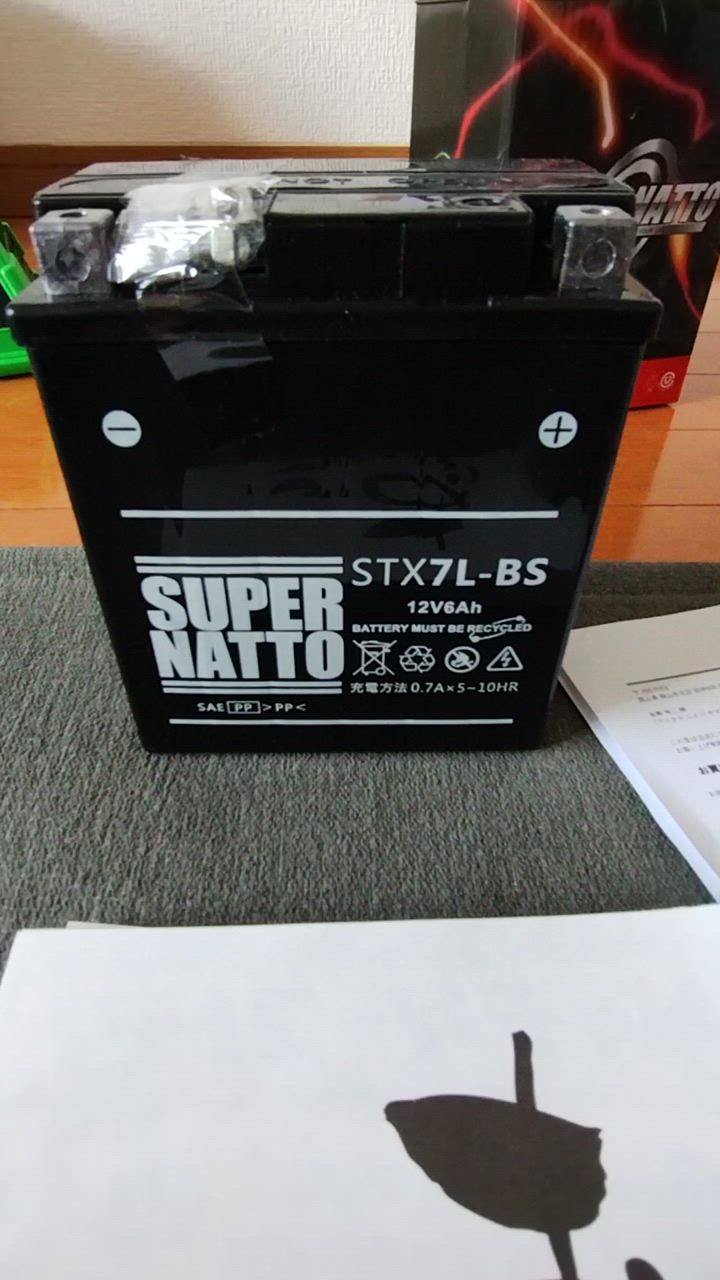 NATTO
−
+
SUPER
NATTO
STX7L-BS
12V6Ah
BATTERY MUST BE RECYCLED
充電方法 0.7A×5~10HR
SAE PP >PP<